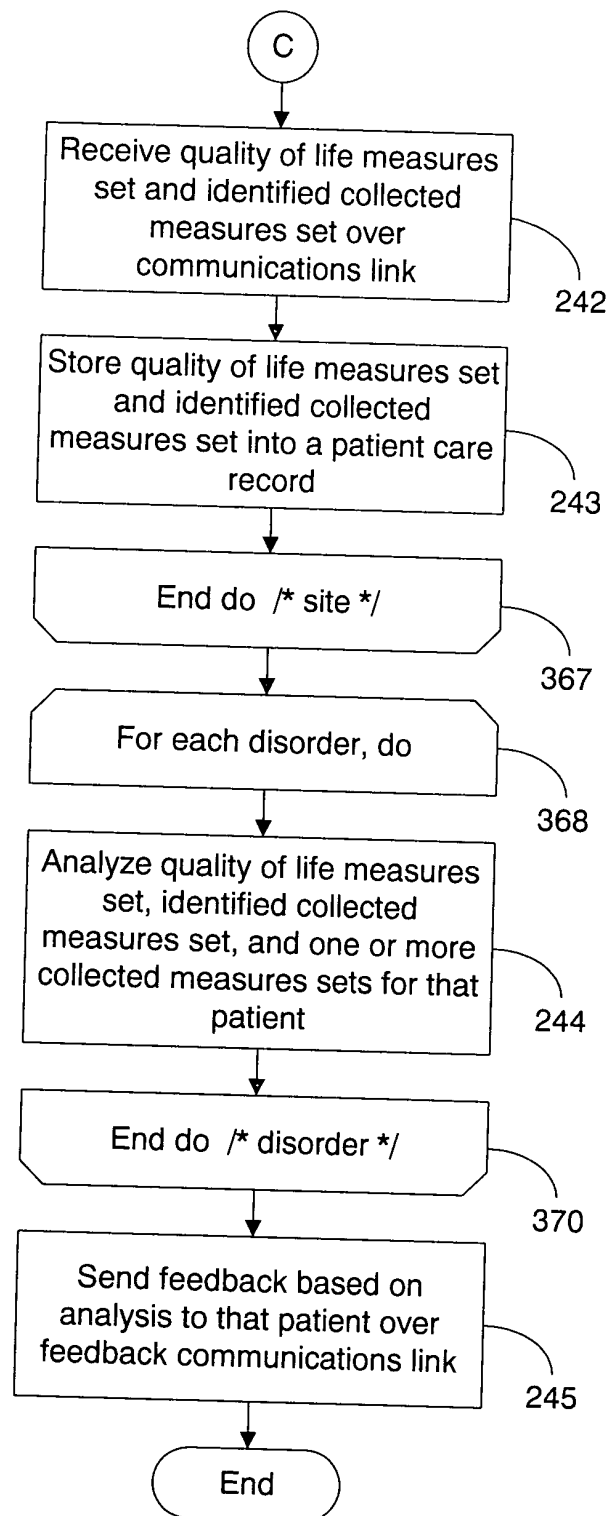 C
Receive quality of life measures
set and identified collected
measures set over
communications link
242
Store quality of life measures set
and identified collected
measures set into a patient care
record
243
End do /* site */
367
For each disorder, do
368
Analyze quality of life measures
set, identified collected
measures set, and one or more
collected measures sets for that
patient
244
End do /* disorder */
370
Send feedback based on
analysis to that patient over
feedback communications link
245
End